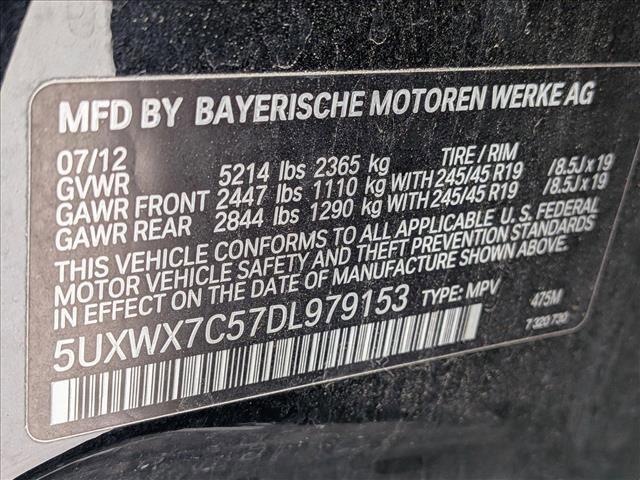 MFD BY BAYERISCHE MOTOREN WERKE AG
07/12 TIRE / RIM
GVWR 5214 lbs 2365 kg
GAWR FRONT 2447 lbs 1110 kg WITH 245/45 R19 /8.5J x 19
GAWR REAR 2844 lbs 1290 kg WITH 245/45 R19 /8.5J x 19
THIS VEHICLE CONFORMS TO ALL APPLICABLE U. S. FEDERAL
MOTOR VEHICLE SAFETY AND THEFT PREVENTION STANDARDS
IN EFFECT ON THE DATE OF MANUFACTURE SHOWN ABOVE.
5UXWX7C57DL979153 TYPE: MPV 475M
7 320 730